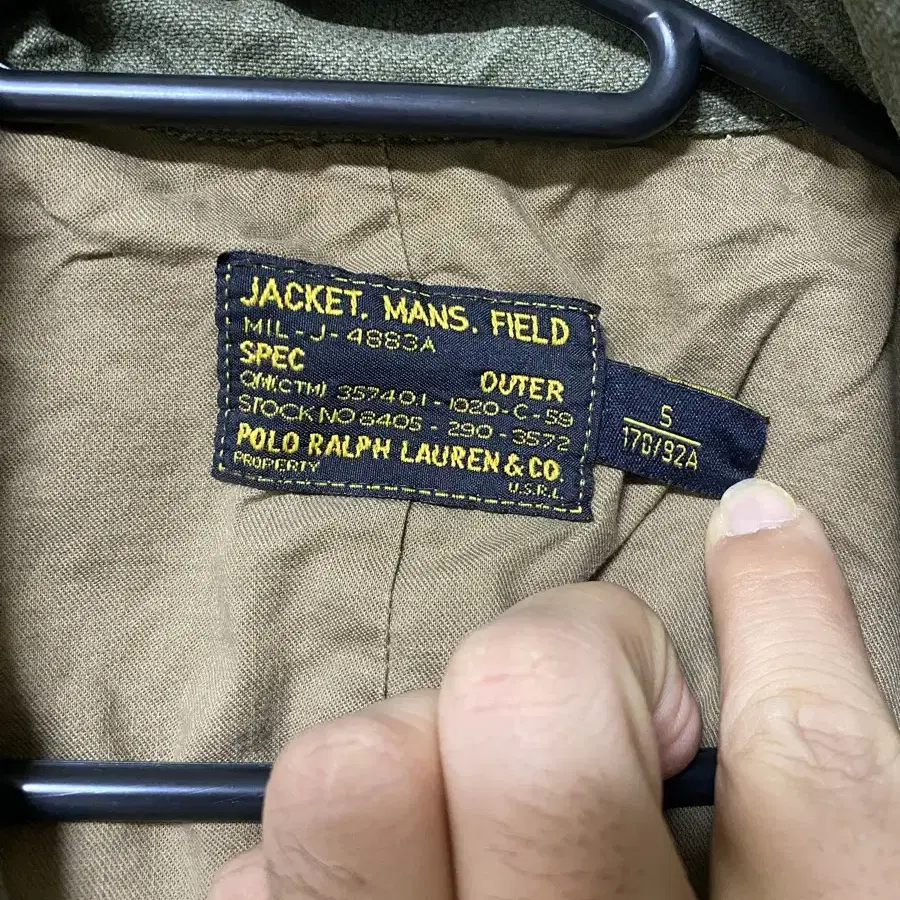 JACKET. MANS. FIELD
MIL-J-4883A
SPEC
OUTER
QM(CTM) 357401-1020-C-59
STOCK NO 8405-290-3572
POLO RALPH LAUREN & CO.
PROPERTY
U.S.R.L.
S
170/92A